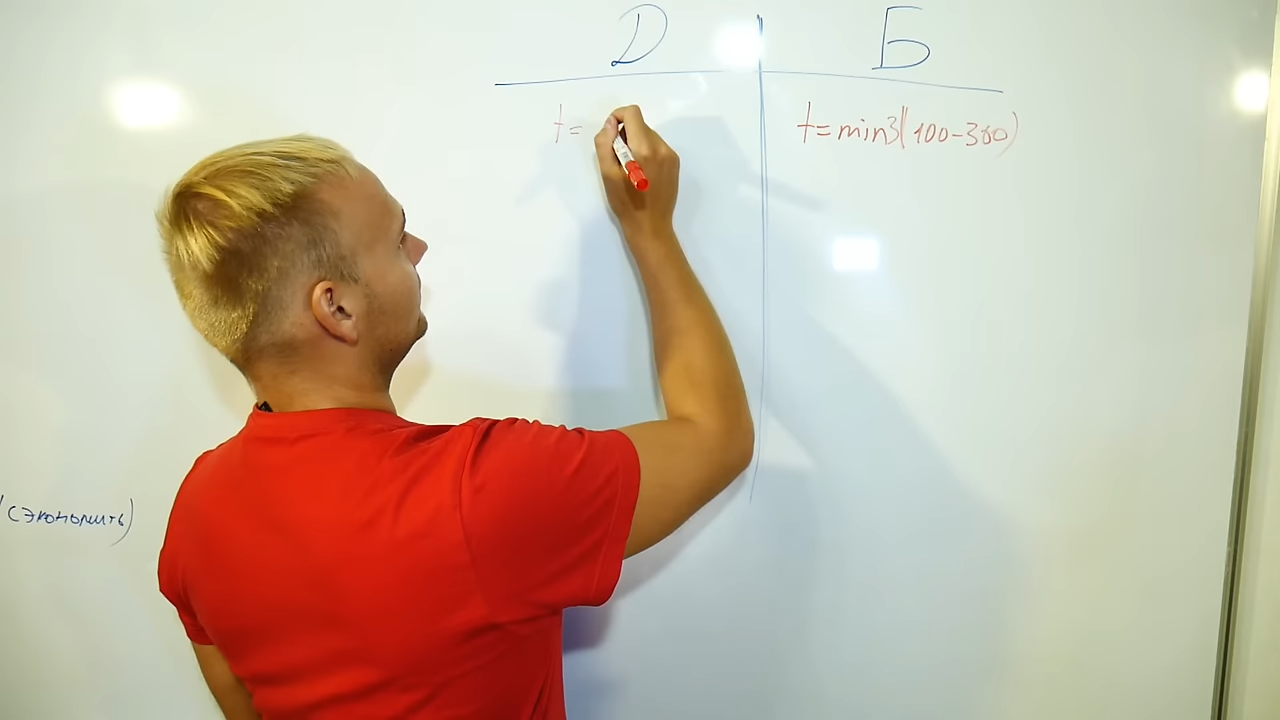 Д Б
t=
t=min3(100-300)
(сэкономить)